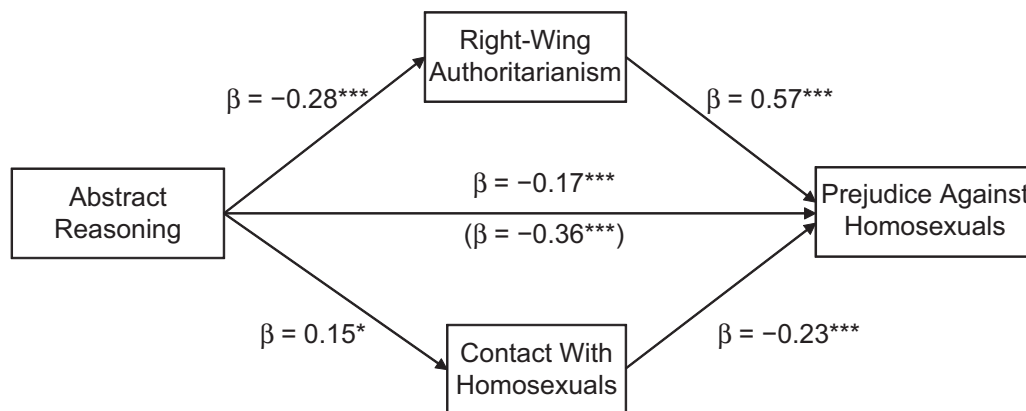 Right-Wing
Authoritarianism
β = −0.28***
β = 0.57***
Abstract
Reasoning
β = −0.17***
(β = −0.36***)
Prejudice Against
Homosexuals
β = 0.15*
β = −0.23***
Contact With
Homosexuals